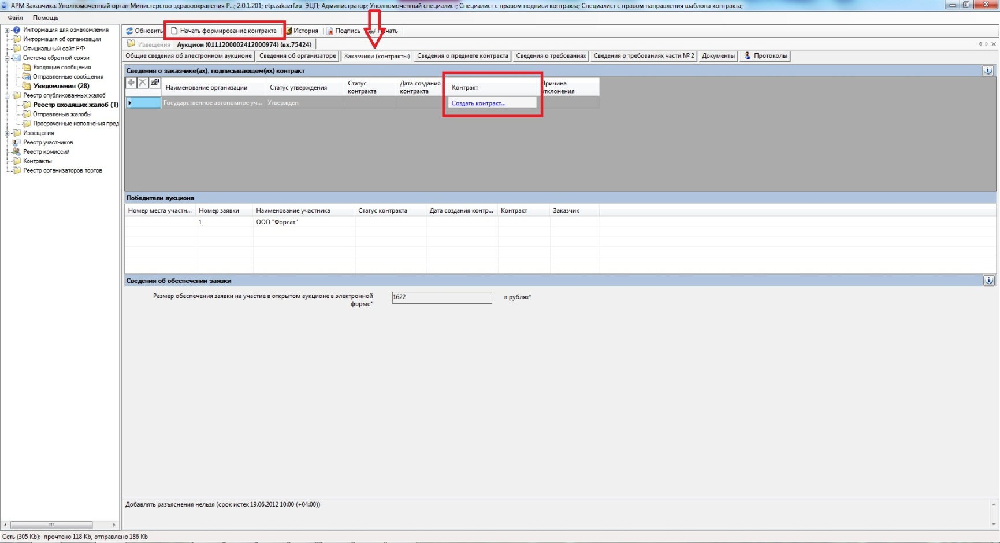 АРМ Заказчика. Уполномоченный орган Министерство здравоохранения Р...; 2.0.1.201; etp.zakazrf.ru ЭЦП; Администратор; Уполномоченный специалист; Специалист с правом подписи контракта; Специалист с правом направления шаблона контракта;
Файл Помощь
Информация для ознакомления
Информация об организации
Официальный сайт РФ
Система обратной связи
Входящие сообщения
Отправленные сообщения
Уведомления (28)
Реестр опубликованных жалоб
Реестр входящих жалоб (1)
Отправленые жалобы
Просроченные исполнения пред
Извещения
Реестр участников
Реестр комиссий
Контракты
Реестр организаторов торгов
Обновить Начать формирование контракта История Подпись
Извещения Аукцион (0111200002412000974) (вх.75424)
Общие сведения об электронном аукционе Сведения об организаторе Заказчики (контракты) Сведения о предмете контракта Сведения о требованиях Сведения о требованиях части № 2 Документы Протоколы
Сведения о заказчике(ах), подписывающем(их) контракт
Наименование организации Статус утверждения Статус контракта Дата создания контракта Контракт Причина отклонения
Государственное автономное уч... Утвержден Создать контракт...
Победители аукциона
Номер места участн... Номер заявки Наименование участника Статус контракта Дата создания контр... Контракт Заказчик
1 ООО "Форсат"
Сведения об обеспечении заявки
Размер обеспечения заявки на участие в открытом аукционе в электронной 1622 в рублях*
форме*
Добавлять разъяснения нельзя (срок истек 19.06.2012 10:00 (+04:00))
Сеть (305 Kb): прочтено 118 Kb, отправлено 186 Kb